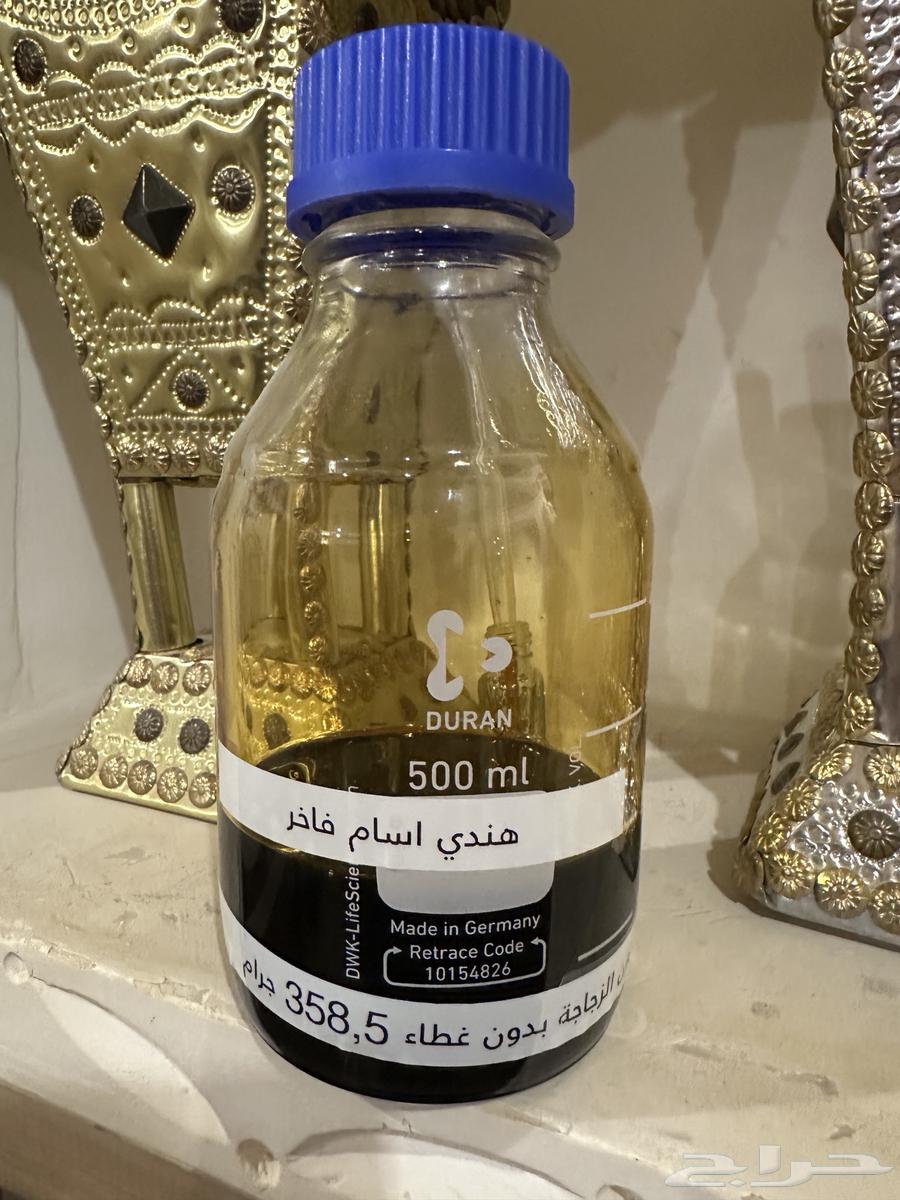 DURAN
500 ml
هندي اسام فاخر
DWK-LifeScie
Made in Germany
Retrace Code
10154826
الزجاجة بدون غطاء 358,5 جرام
حراج